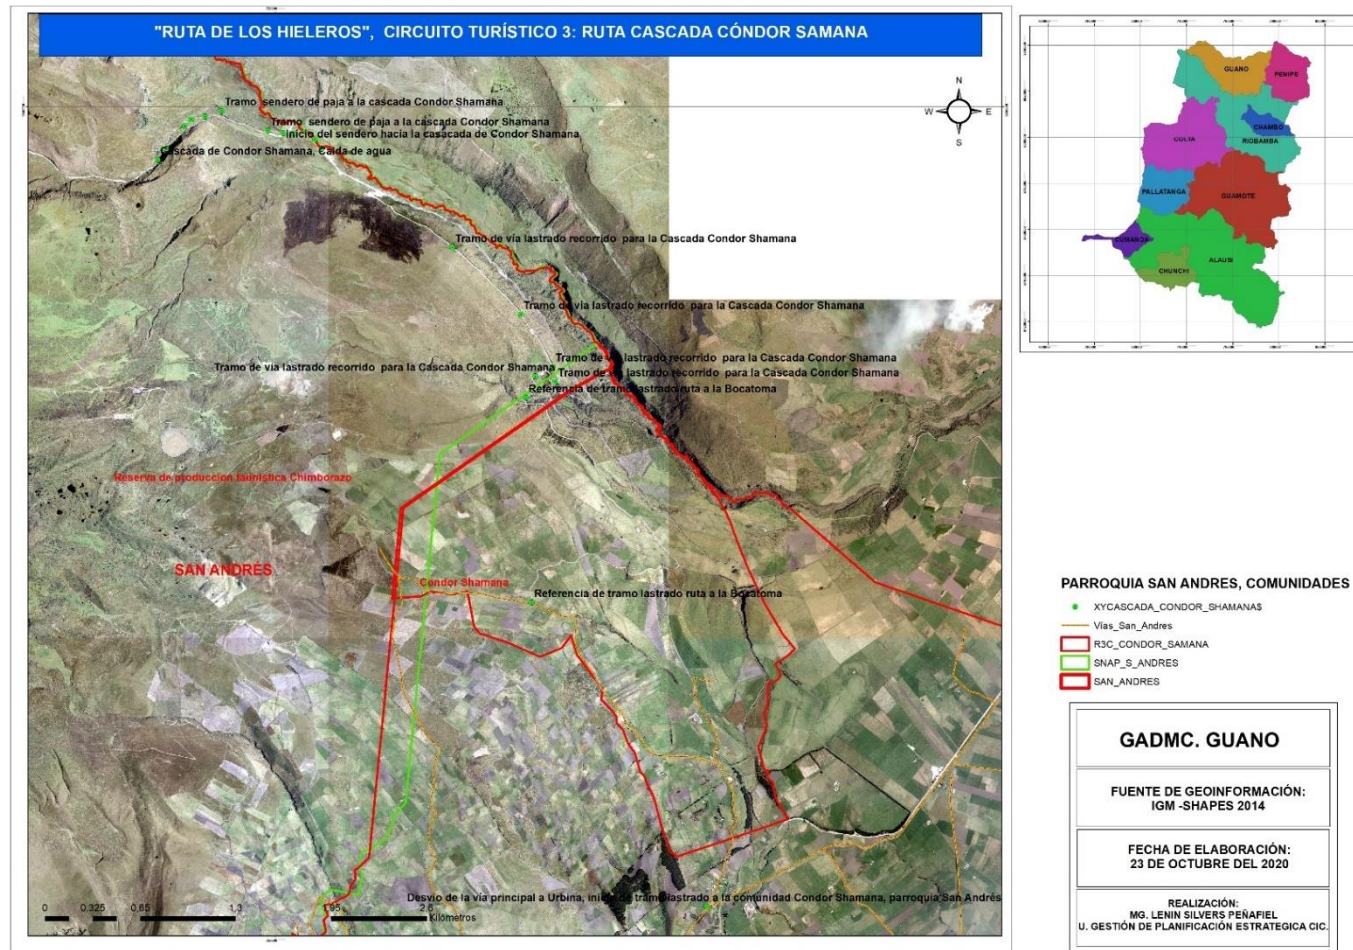 "RUTA DE LOS HIELEROS", CIRCUITO TURÍSTICO 3: RUTA CASCADA CÓNDOR SAMANA
Tramo sendero de paja a la cascada Condor Shamana
Tramo sendero de paja a la cascada Condor Shamana
Inicio del sendero hacia la casacada de Condor Shamana
Cascada de Condor Shamana, Caida de agua
N
W
E
S
Tramo de vía lastrado recorrido para la Cascada Condor Shamana
Tramo de vía lastrado recorrido para la Cascada Condor Shamana
Tramo de vía lastrado recorrido para la Cascada Condor Shamana
Tramo de vía lastrado recorrido para la Cascada Condor Shamana
Tramo de vía lastrado recorrido para la Cascada Condor Shamana
Referencia de tramo lastrado ruta a la Bocatoma
Reserva de produccion faunistica Chimborazo
SAN ANDRÉS
Condor Shamana
Referencia de tramo lastrado ruta a la Bocatoma
Desvio de la vía principal a Urbina, inicio de tramo lastrado a la comunidad Condor Shamana, parroquia San Andrés
0 0,325 0,65 1,3 1,95 2,6
Kilómetros
GUANO
PENIPE
CHAMBO
COLTA
RIOBAMBA
PALLATANGA
GUAMOTE
CUMANDA
ALAUSI
CHUNCHI
PARROQUIA SAN ANDRES, COMUNIDADES
XYCASCADA_CONDOR_SHAMANA$
Vías_San_Andres
R3C_CONDOR_SAMANA
SNAP_S_ANDRES
SAN_ANDRES
GADMC. GUANO
FUENTE DE GEOINFORMACIÓN:
IGM -SHAPES 2014
FECHA DE ELABORACIÓN:
23 DE OCTUBRE DEL 2020
REALIZACIÓN:
MG. LENIN SILVERS PEÑAFIEL
U. GESTIÓN DE PLANIFICACIÓN ESTRATEGICA CIC.